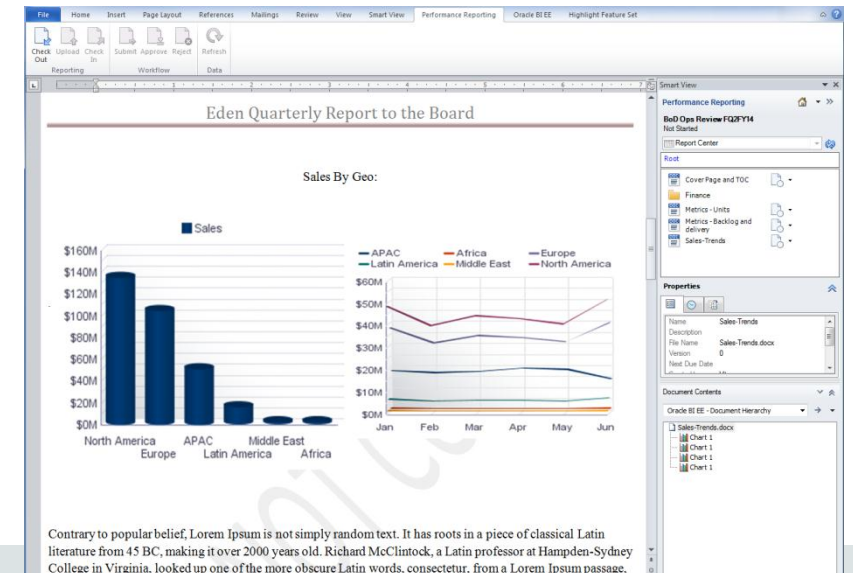 File Home Insert Page Layout References Mailings Review View Smart View Performance Reporting Oracle BI EE Highlight Feature Set
Check Out Upload Check In Submit Approve Reject Refresh
Reporting Workflow Data
Eden Quarterly Report to the Board
Sales By Geo:
Sales
$160M
$140M
$120M
$100M
$80M
$60M
$40M
$20M
$0M
North America APAC Middle East
Europe Latin America Africa
APAC Africa Europe
Latin America Middle East North America
$60M
$50M
$40M
$30M
$20M
$10M
$0M
Jan Feb Mar Apr May Jun
Contrary to popular belief, Lorem Ipsum is not simply random text. It has roots in a piece of classical Latin
literature from 45 BC, making it over 2000 years old. Richard McClintock, a Latin professor at Hampden-Sydney
College in Virginia, looked up one of the more obscure Latin words, consectetur, from a Lorem Ipsum passage,
Smart View
Performance Reporting
BoD Ops Review FQ2FY14
Not Started
Report Center
Root
Cover Page and TOC
Finance
Metrics - Units
Metrics - Backlog and
delivery
Sales-Trends
Properties
Name Sales-Trends
Description
File Name Sales-Trends.docx
Version 0
Next Due Date
Document Contents
Oracle BI EE - Document Hierarchy
Sales-Trends.docx
Chart 1
Chart 1
Chart 1
Chart 1